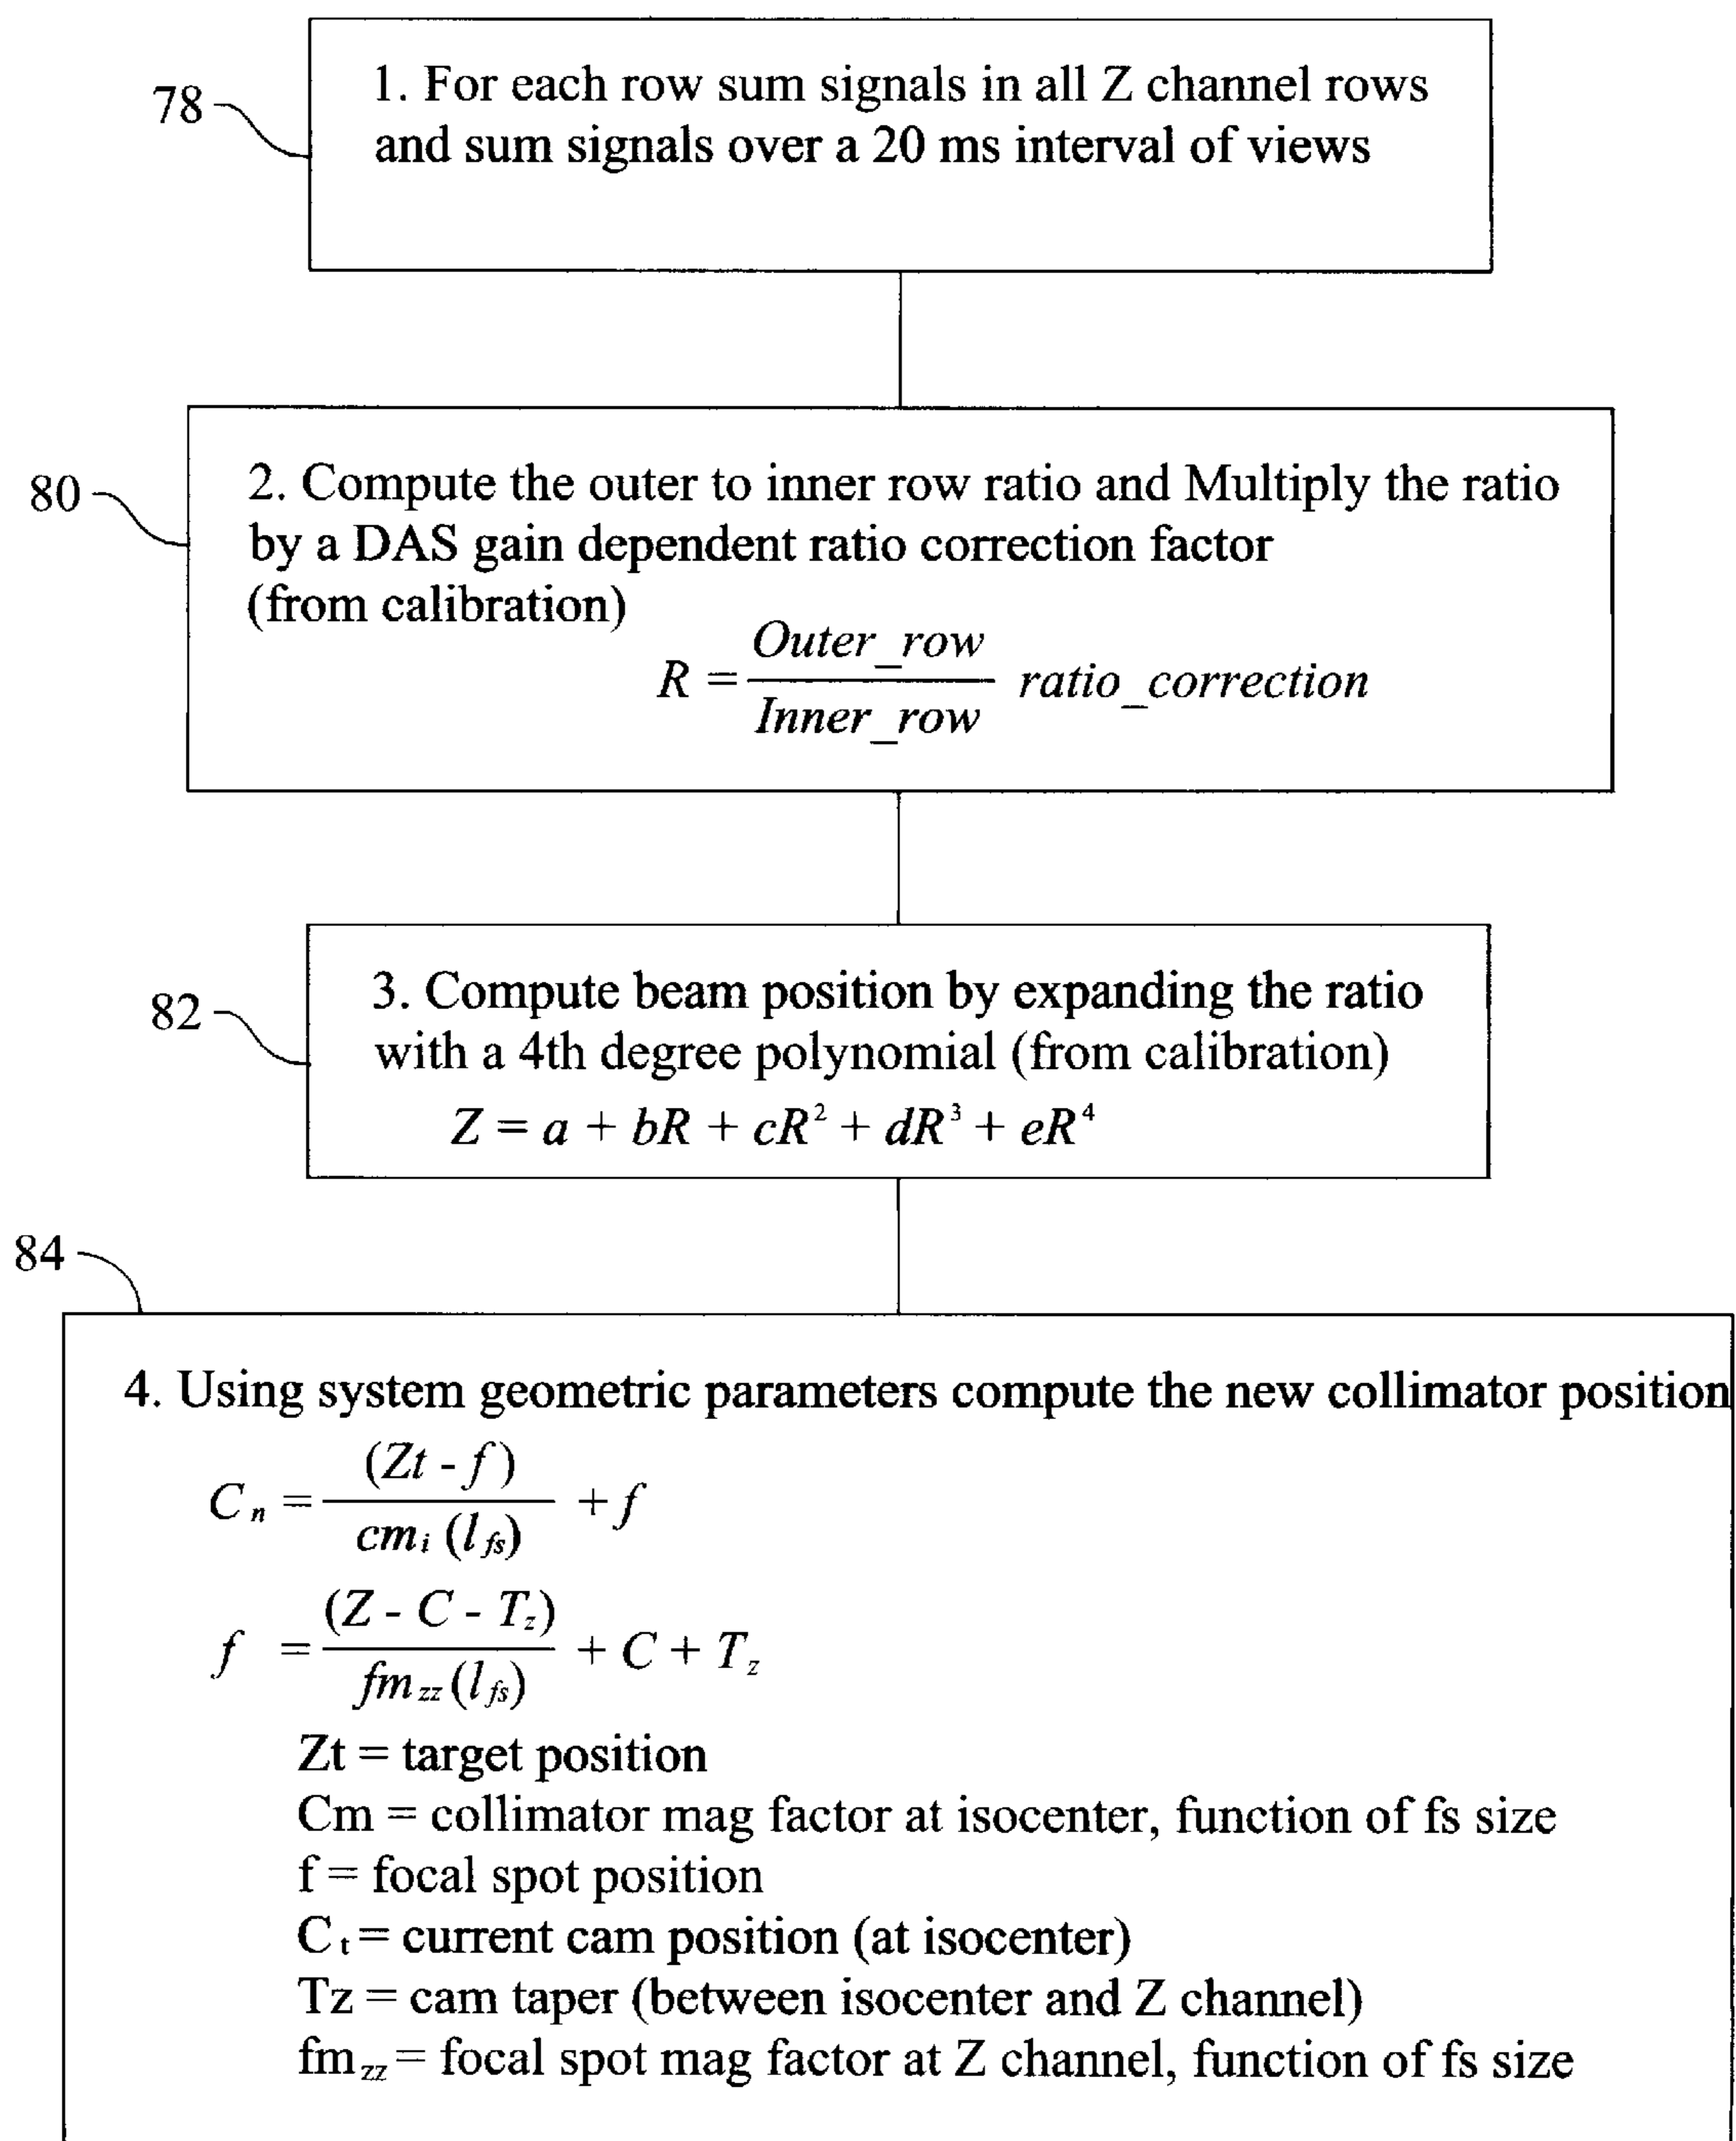 78
1. For each row sum signals in all Z channel rows
and sum signals over a 20 ms interval of views
80
2. Compute the outer to inner row ratio and Multiply the ratio
by a DAS gain dependent ratio correction factor
(from calibration)
R = Outer_row / Inner_row ratio_correction
82
3. Compute beam position by expanding the ratio
with a 4th degree polynomial (from calibration)
Z = a + bR + cR² + dR³ + eR⁴
84
4. Using system geometric parameters compute the new collimator position
C_n = (Zt - f) / cm_i (l_fs) + f
f = (Z - C - T_z) / fm_zz (l_fs) + C + T_z
Zt = target position
Cm = collimator mag factor at isocenter, function of fs size
f = focal spot position
C_t = current cam position (at isocenter)
Tz = cam taper (between isocenter and Z channel)
fm_zz = focal spot mag factor at Z channel, function of fs size